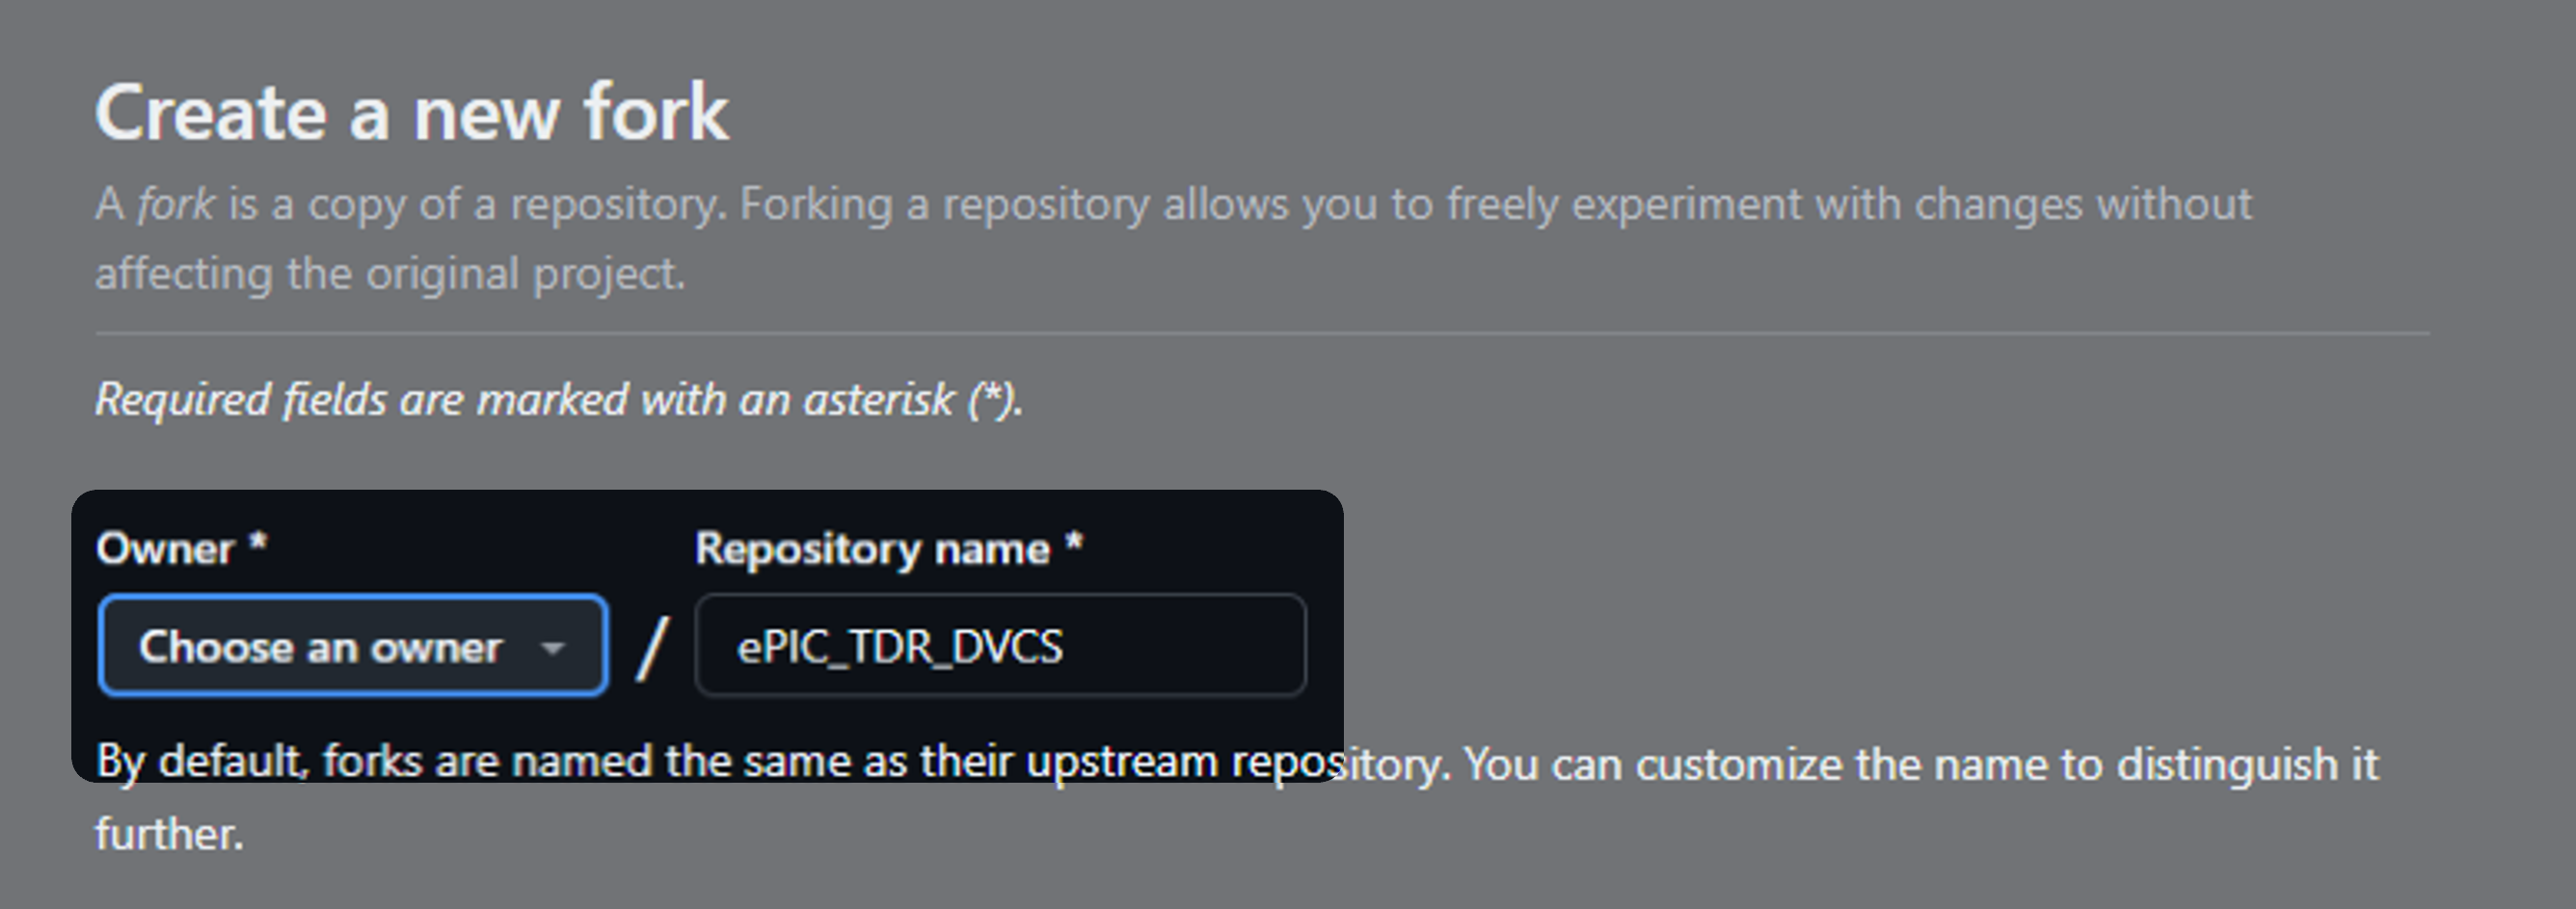 Create a new fork
A fork is a copy of a repository. Forking a repository allows you to freely experiment with changes without
affecting the original project.
Required fields are marked with an asterisk (*).
Owner * Repository name *
Choose an owner / ePIC_TDR_DVCS
By default, forks are named the same as their upstream repository. You can customize the name to distinguish it
further.